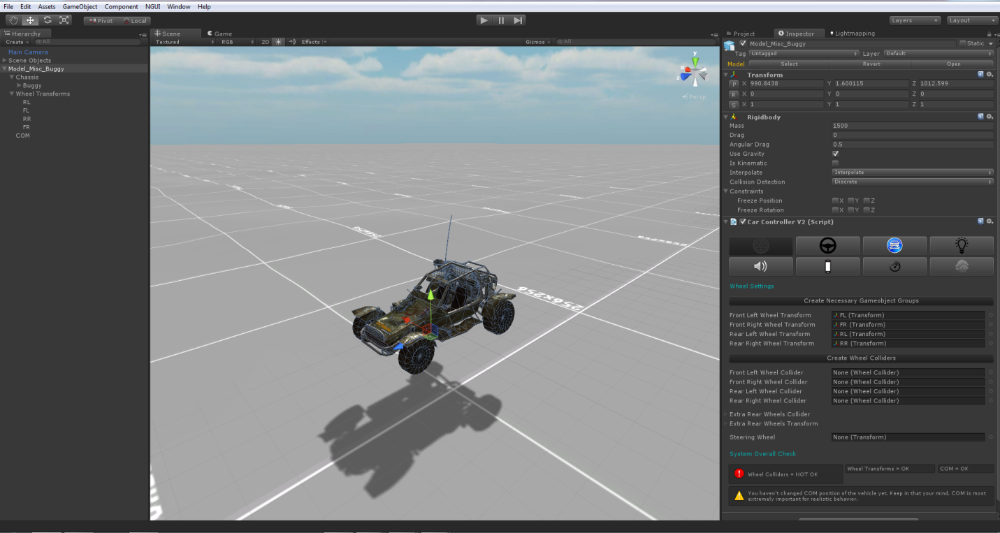 File Edit Assets GameObject Component NGUI Window Help
Pivot Local Layers Layout
Hierarchy
Create All
Main Camera
Scene Objects
Model_Misc_Buggy
Chassis
Buggy
Wheel Transforms
RL
FL
RR
FR
COM
Scene Game
Textured RGB 2D Effects Gizmos All
y
x
z
Persp
256x256
256x256
256x256
Project Inspector Lightmapping
Model_Misc_Buggy Static
Tag Untagged Layer Default
Model Select Revert Open
Transform
P X 990.8438 Y 1.600115 Z 1012.599
R X 0 Y 0 Z 0
S X 1 Y 1 Z 1
Rigidbody
Mass 1500
Drag 0
Angular Drag 0.5
Use Gravity
Is Kinematic
Interpolate Interpolate
Collision Detection Discrete
Constraints
Freeze Position X Y Z
Freeze Rotation X Y Z
Car Controller V2 (Script)
Wheel Settings
Create Necessary Gameobject Groups
Front Left Wheel Transform FL (Transform)
Front Right Wheel Transform FR (Transform)
Rear Left Wheel Transform RL (Transform)
Rear Right Wheel Transform RR (Transform)
Create Wheel Colliders
Front Left Wheel Collider None (Wheel Collider)
Front Right Wheel Collider None (Wheel Collider)
Rear Left Wheel Collider None (Wheel Collider)
Rear Right Wheel Collider None (Wheel Collider)
Extra Rear Wheels Collider
Extra Rear Wheels Transform
Steering Wheel None (Transform)
System Overall Check
Wheel Colliders = NOT OK Wheel Transforms = OK COM = OK
You haven't changed COM position of the vehicle yet. Keep in that your mind, COM is most
extremely important for realistic behavior.